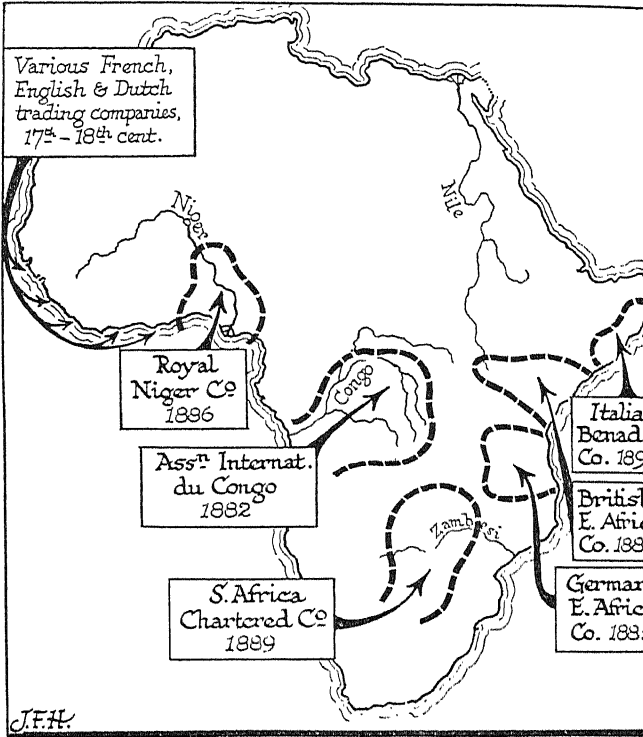 Various French,
English & Dutch
trading companies,
17th – 18th cent.
Niger
Nile
Royal
Niger Co
1886
Congo
Assn Internat.
du Congo
1882
Zambesi
S. Africa
Chartered Co
1889
Italia
Benad
Co. 189
British
E. Afric
Co. 188
German
E. Afric
Co. 188
J.F.H.